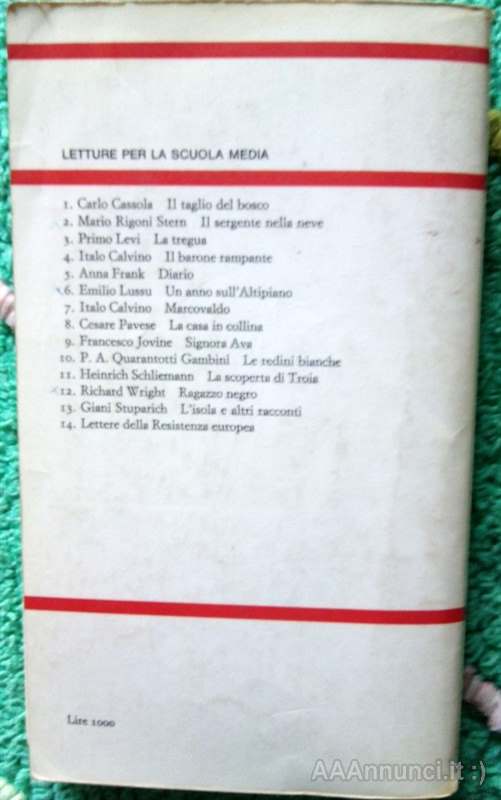 LETTURE PER LA SCUOLA MEDIA
1. Carlo Cassola Il taglio del bosco
2. Mario Rigoni Stern Il sergente nella neve
3. Primo Levi La tregua
4. Italo Calvino Il barone rampante
5. Anna Frank Diario
6. Emilio Lussu Un anno sull'Altipiano
7. Italo Calvino Marcovaldo
8. Cesare Pavese La casa in collina
9. Francesco Jovine Signora Ava
10. P. A. Quarantotti Gambini Le redini bianche
11. Heinrich Schliemann La scoperta di Troia
12. Richard Wright Ragazzo negro
13. Giani Stuparich L'isola e altri racconti
14. Lettere della Resistenza europea
Lire 1000
AAAnnunci.it :)